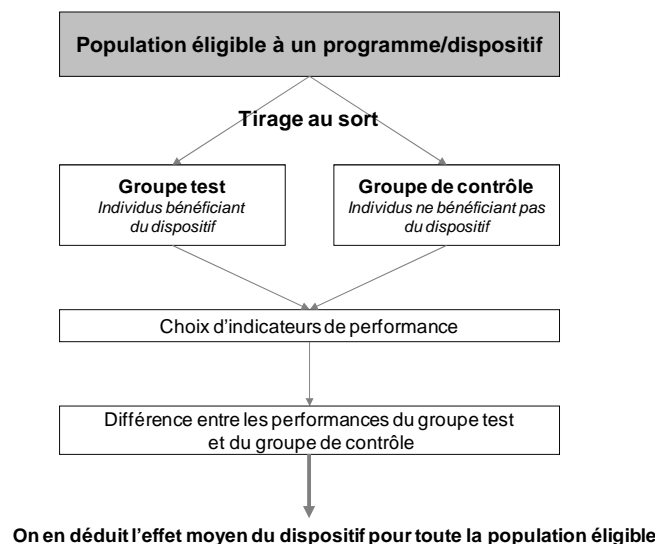 Population éligible à un programme/dispositif
Tirage au sort
Groupe test
Individus bénéficiant
du dispositif
Groupe de contrôle
Individus ne bénéficiant pas
du dispositif
Choix d'indicateurs de performance
Différence entre les performances du groupe test
et du groupe de contrôle
On en déduit l'effet moyen du dispositif pour toute la population éligible